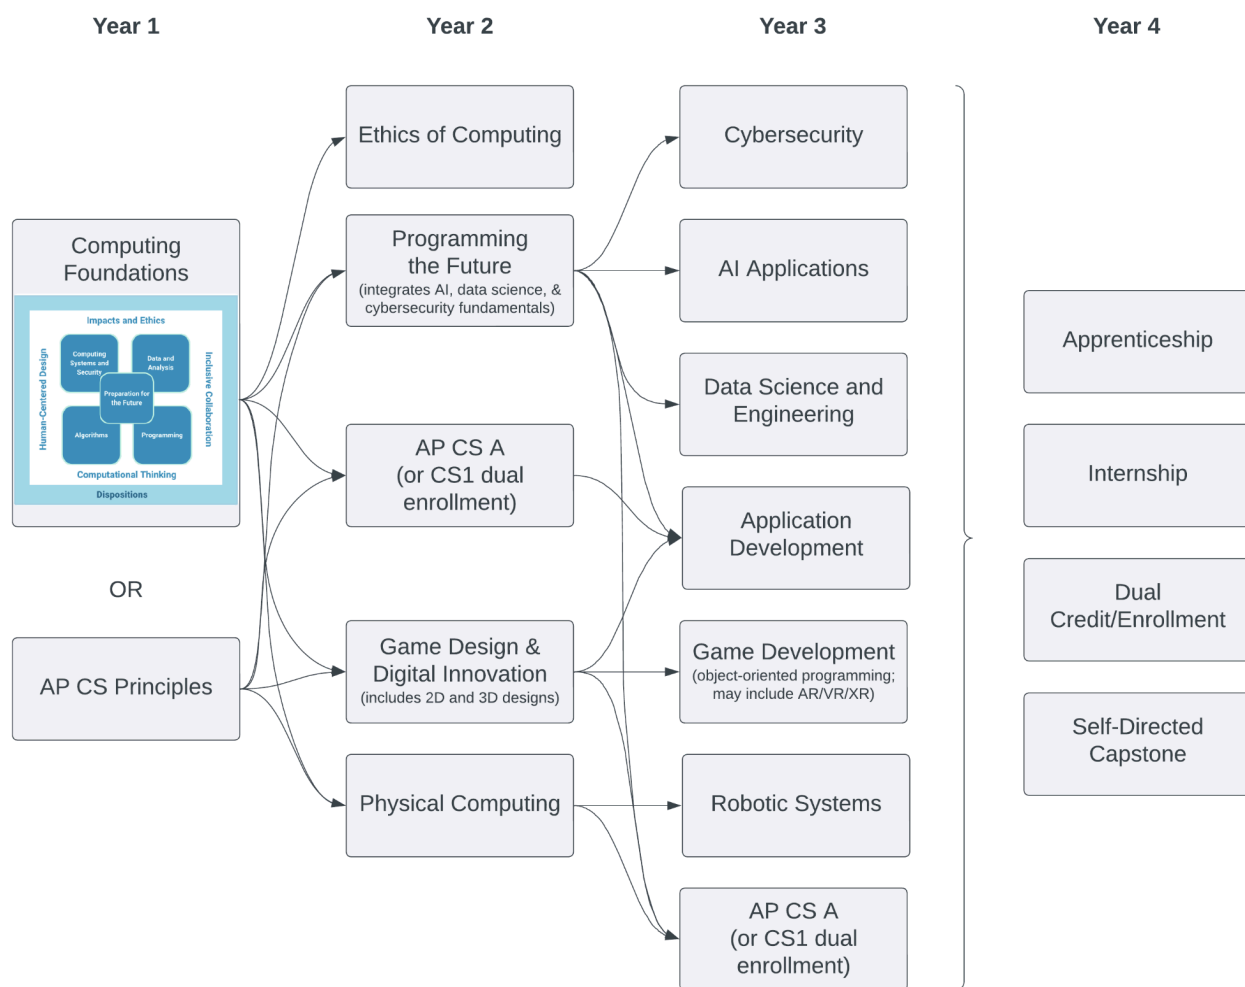 Year 1
Year 2
Year 3
Year 4
Computing
Foundations
Impacts and Ethics
Human-Centered Design
Computing
Systems and
Security
Data and
Analysis
Preparation for
the Future
Algorithms
Programming
Inclusive Collaboration
Computational Thinking
Dispositions
OR
AP CS Principles
Ethics of Computing
Programming
the Future
(integrates AI, data science, &
cybersecurity fundamentals)
AP CS A
(or CS1 dual
enrollment)
Game Design &
Digital Innovation
(includes 2D and 3D designs)
Physical Computing
Cybersecurity
AI Applications
Data Science and
Engineering
Application
Development
Game Development
(object-oriented programming;
may include AR/VR/XR)
Robotic Systems
AP CS A
(or CS1 dual
enrollment)
Apprenticeship
Internship
Dual
Credit/Enrollment
Self-Directed
Capstone